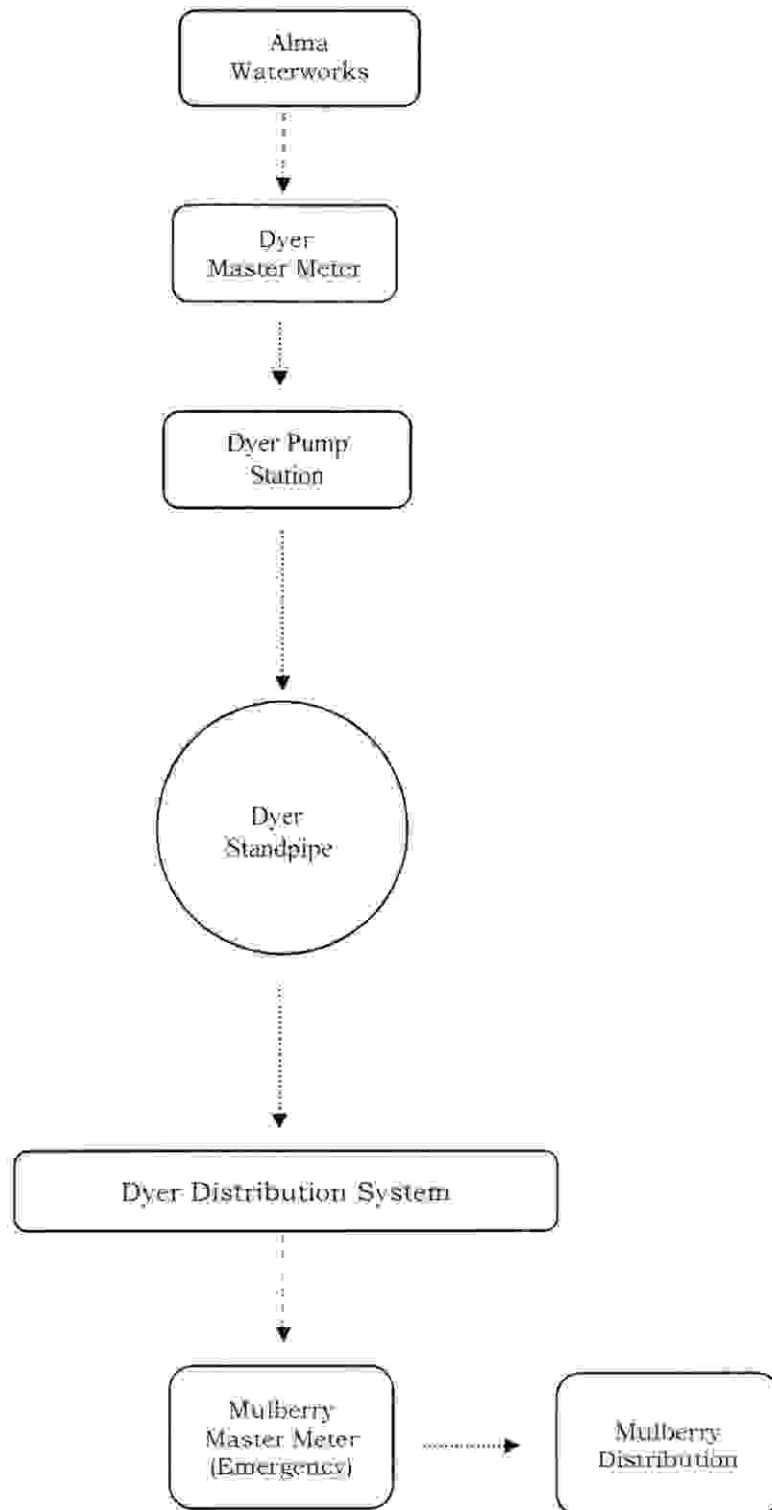 Alma
Waterworks
Dyer
Master Meter
Dyer Pump
Station
Dyer
Standpipe
Dyer Distribution System
Mulberry
Master Meter
(Emergency)
Mulberry
Distribution